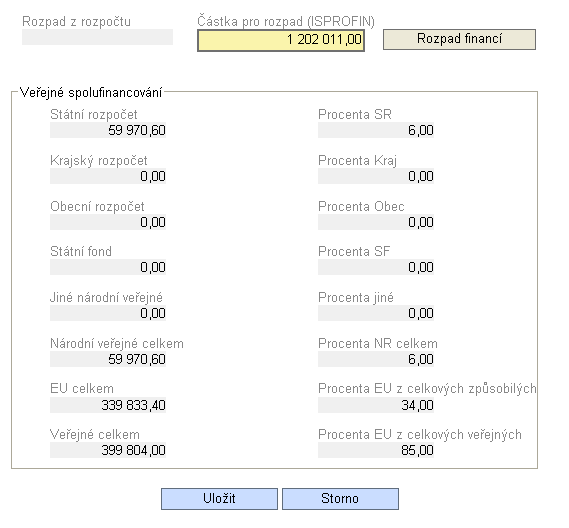 Rozpad z rozpočtu
Částka pro rozpad (ISPROFIN)
1 202 011,00
Rozpad financí
Veřejné spolufinancování
Státní rozpočet
Procenta SR
59 970,60
6,00
Krajský rozpočet
Procenta Kraj
0,00
0,00
Obecní rozpočet
Procenta Obec
0,00
0,00
Státní fond
Procenta SF
0,00
0,00
Jiné národní veřejné
Procenta jiné
0,00
0,00
Národní veřejné celkem
Procenta NR celkem
59 970,60
6,00
EU celkem
Procenta EU z celkových způsobilých
339 833,40
34,00
Veřejné celkem
Procenta EU z celkových veřejných
399 804,00
85,00
Uložit
Storno